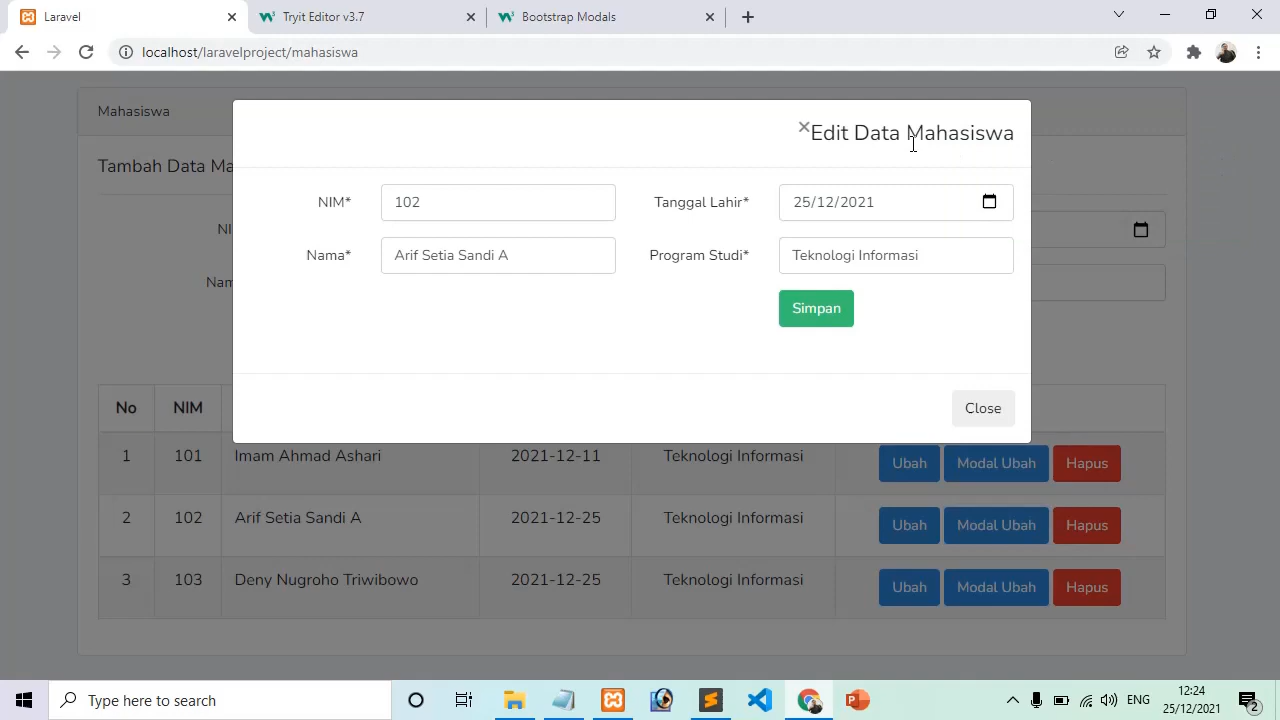 Laravel
Tryit Editor v3.7
Bootstrap Modals
localhost/laravelproject/mahasiswa
Mahasiswa
Tambah Data Ma
NI
Nam
×Edit Data Mahasiswa
NIM* 102 Tanggal Lahir* 25/12/2021
Nama* Arif Setia Sandi A Program Studi* Teknologi Informasi
Simpan
Close
No NIM
1 101 Imam Ahmad Ashari 2021-12-11 Teknologi Informasi Ubah Modal Ubah Hapus
2 102 Arif Setia Sandi A 2021-12-25 Teknologi Informasi Ubah Modal Ubah Hapus
3 103 Deny Nugroho Triwibowo 2021-12-25 Teknologi Informasi Ubah Modal Ubah Hapus
Type here to search
ENG
12:24
25/12/2021
2